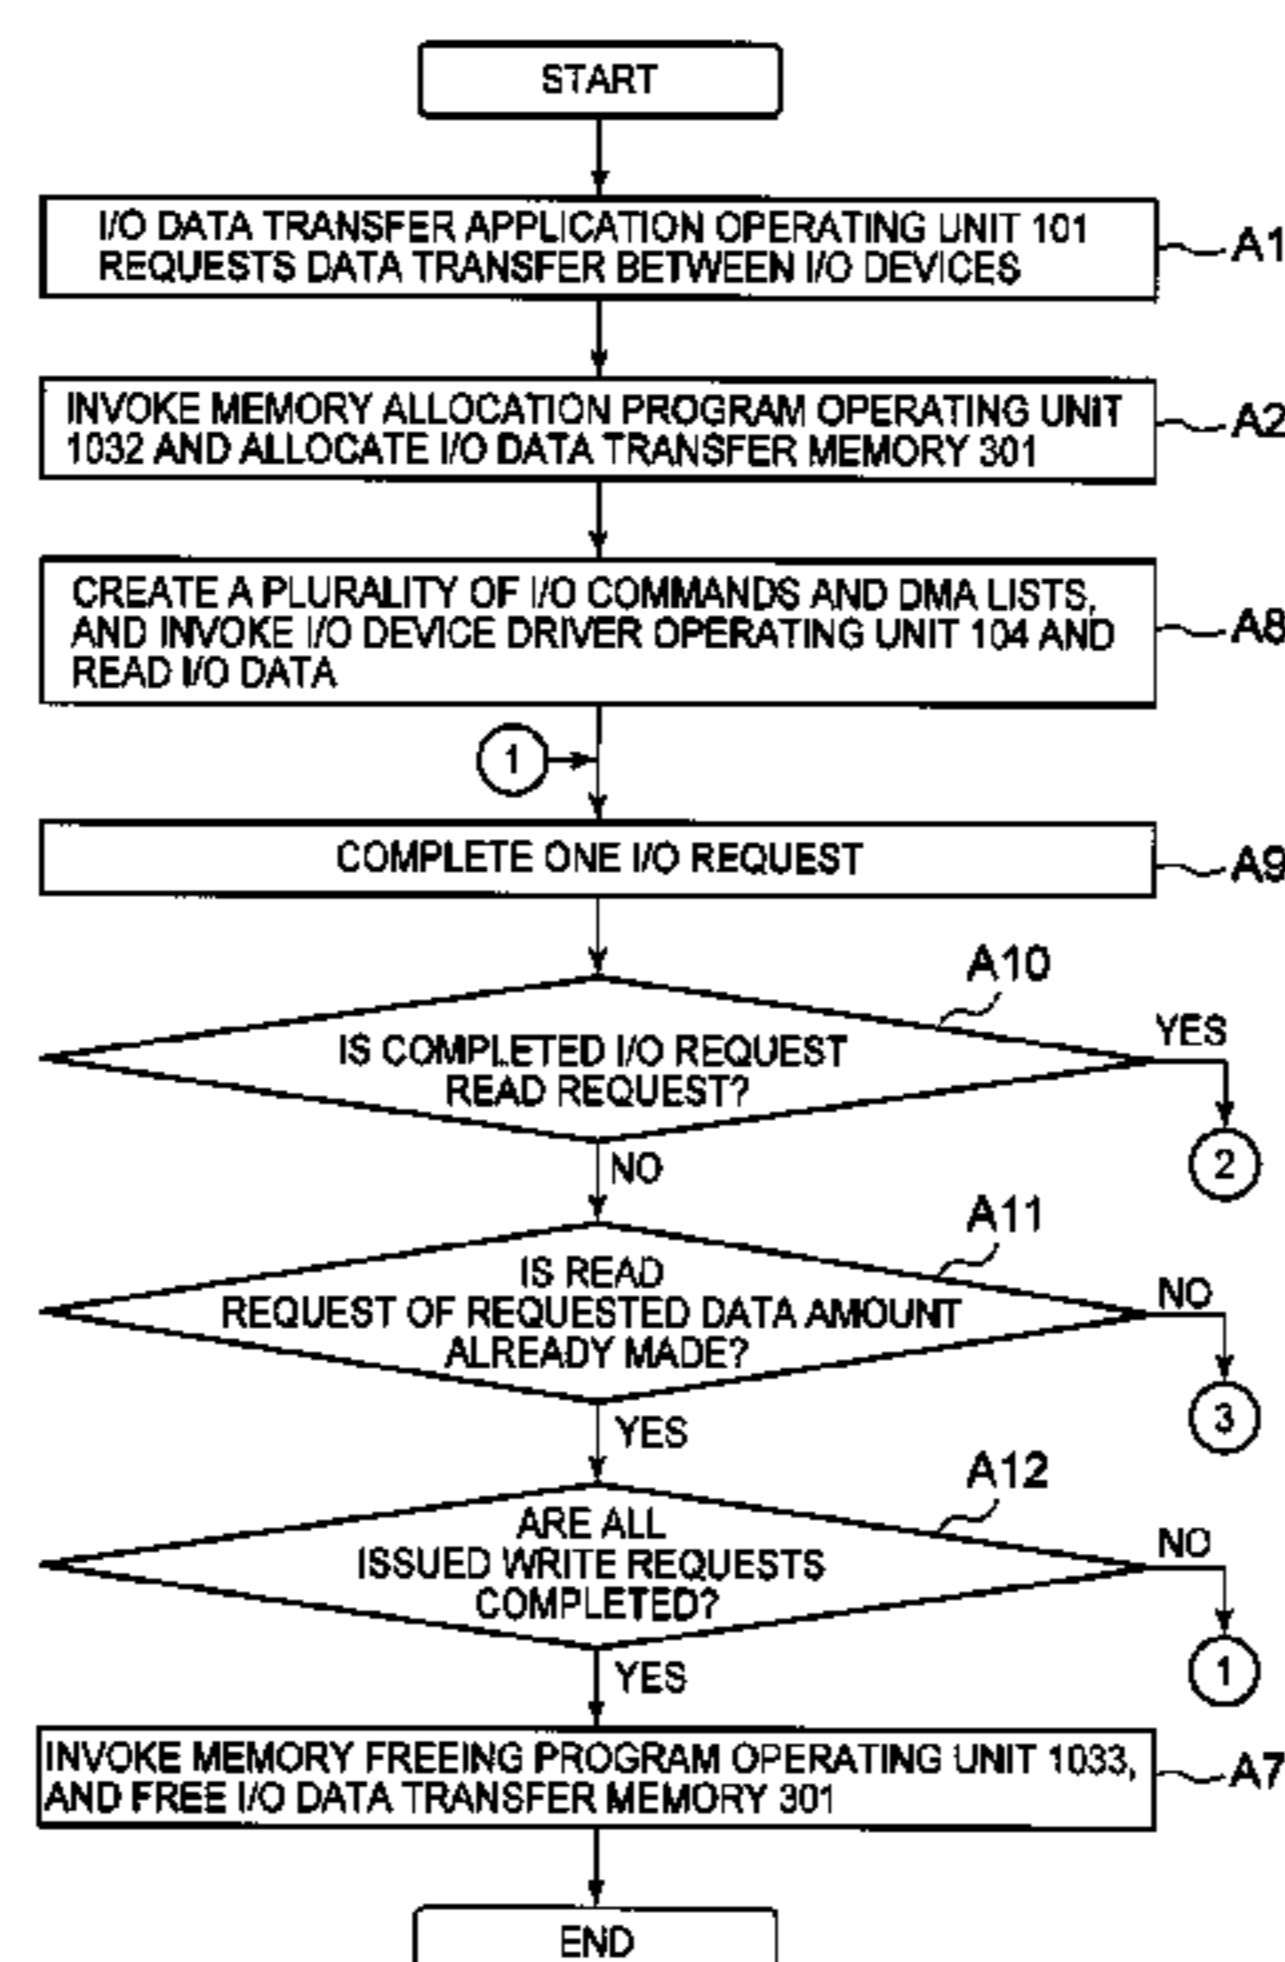 START
I/O DATA TRANSFER APPLICATION OPERATING UNIT 101
REQUESTS DATA TRANSFER BETWEEN I/O DEVICES
A1
INVOKE MEMORY ALLOCATION PROGRAM OPERATING UNIT
1032 AND ALLOCATE I/O DATA TRANSFER MEMORY 301
A2
CREATE A PLURALITY OF I/O COMMANDS AND DMA LISTS,
AND INVOKE I/O DEVICE DRIVER OPERATING UNIT 104 AND
READ I/O DATA
A8
1
COMPLETE ONE I/O REQUEST
A9
A10
IS COMPLETED I/O REQUEST
READ REQUEST?
YES
2
NO
A11
IS READ
REQUEST OF REQUESTED DATA AMOUNT
ALREADY MADE?
NO
3
YES
A12
ARE ALL
ISSUED WRITE REQUESTS
COMPLETED?
NO
1
YES
INVOKE MEMORY FREEING PROGRAM OPERATING UNIT 1033,
AND FREE I/O DATA TRANSFER MEMORY 301
A7
END